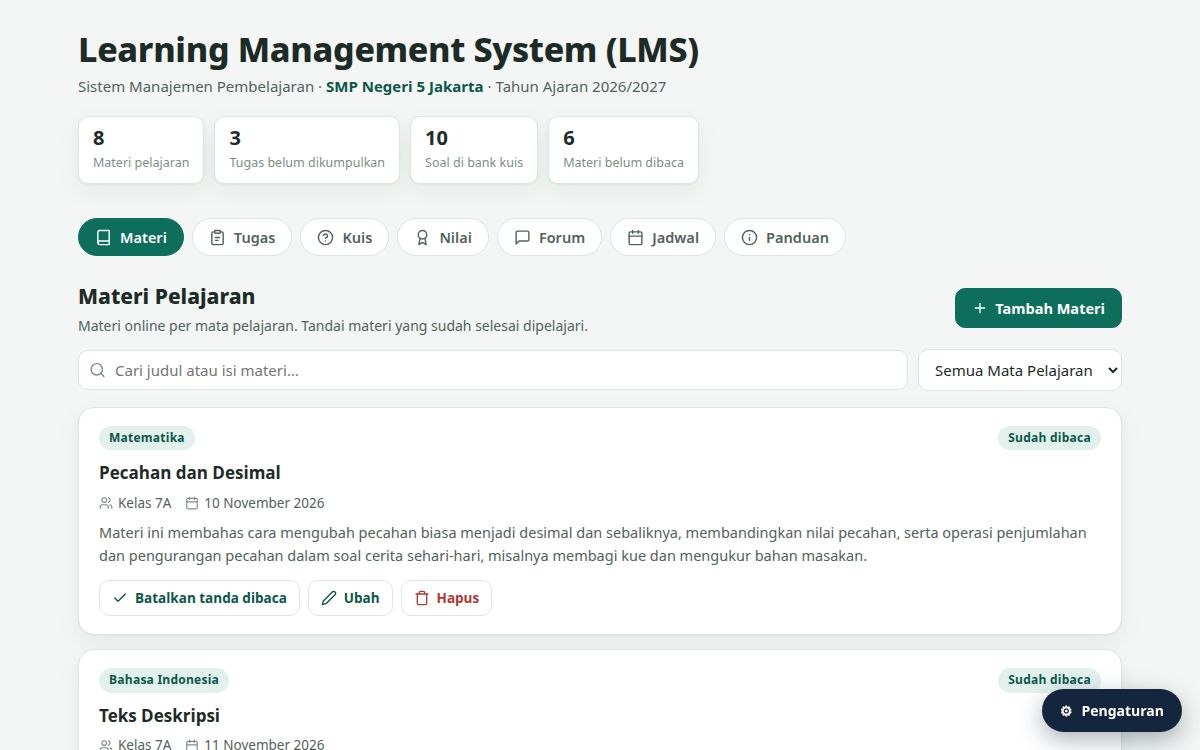 Learning Management System (LMS)
Sistem Manajemen Pembelajaran · SMP Negeri 5 Jakarta · Tahun Ajaran 2026/2027
8
Materi pelajaran
3
Tugas belum dikumpulkan
10
Soal di bank kuis
6
Materi belum dibaca
Materi
Tugas
Kuis
Nilai
Forum
Jadwal
Panduan
Materi Pelajaran
Materi online per mata pelajaran. Tandai materi yang sudah selesai dipelajari.
+ Tambah Materi
Cari judul atau isi materi...
Semua Mata Pelajaran
Matematika
Sudah dibaca
Pecahan dan Desimal
Kelas 7A
10 November 2026
Materi ini membahas cara mengubah pecahan biasa menjadi desimal dan sebaliknya, membandingkan nilai pecahan, serta operasi penjumlahan
dan pengurangan pecahan dalam soal cerita sehari-hari, misalnya membagi kue dan mengukur bahan masakan.
Batalkan tanda dibaca
Ubah
Hapus
Bahasa Indonesia
Sudah dibaca
Teks Deskripsi
Kelas 7A
11 November 2026
Pengaturan